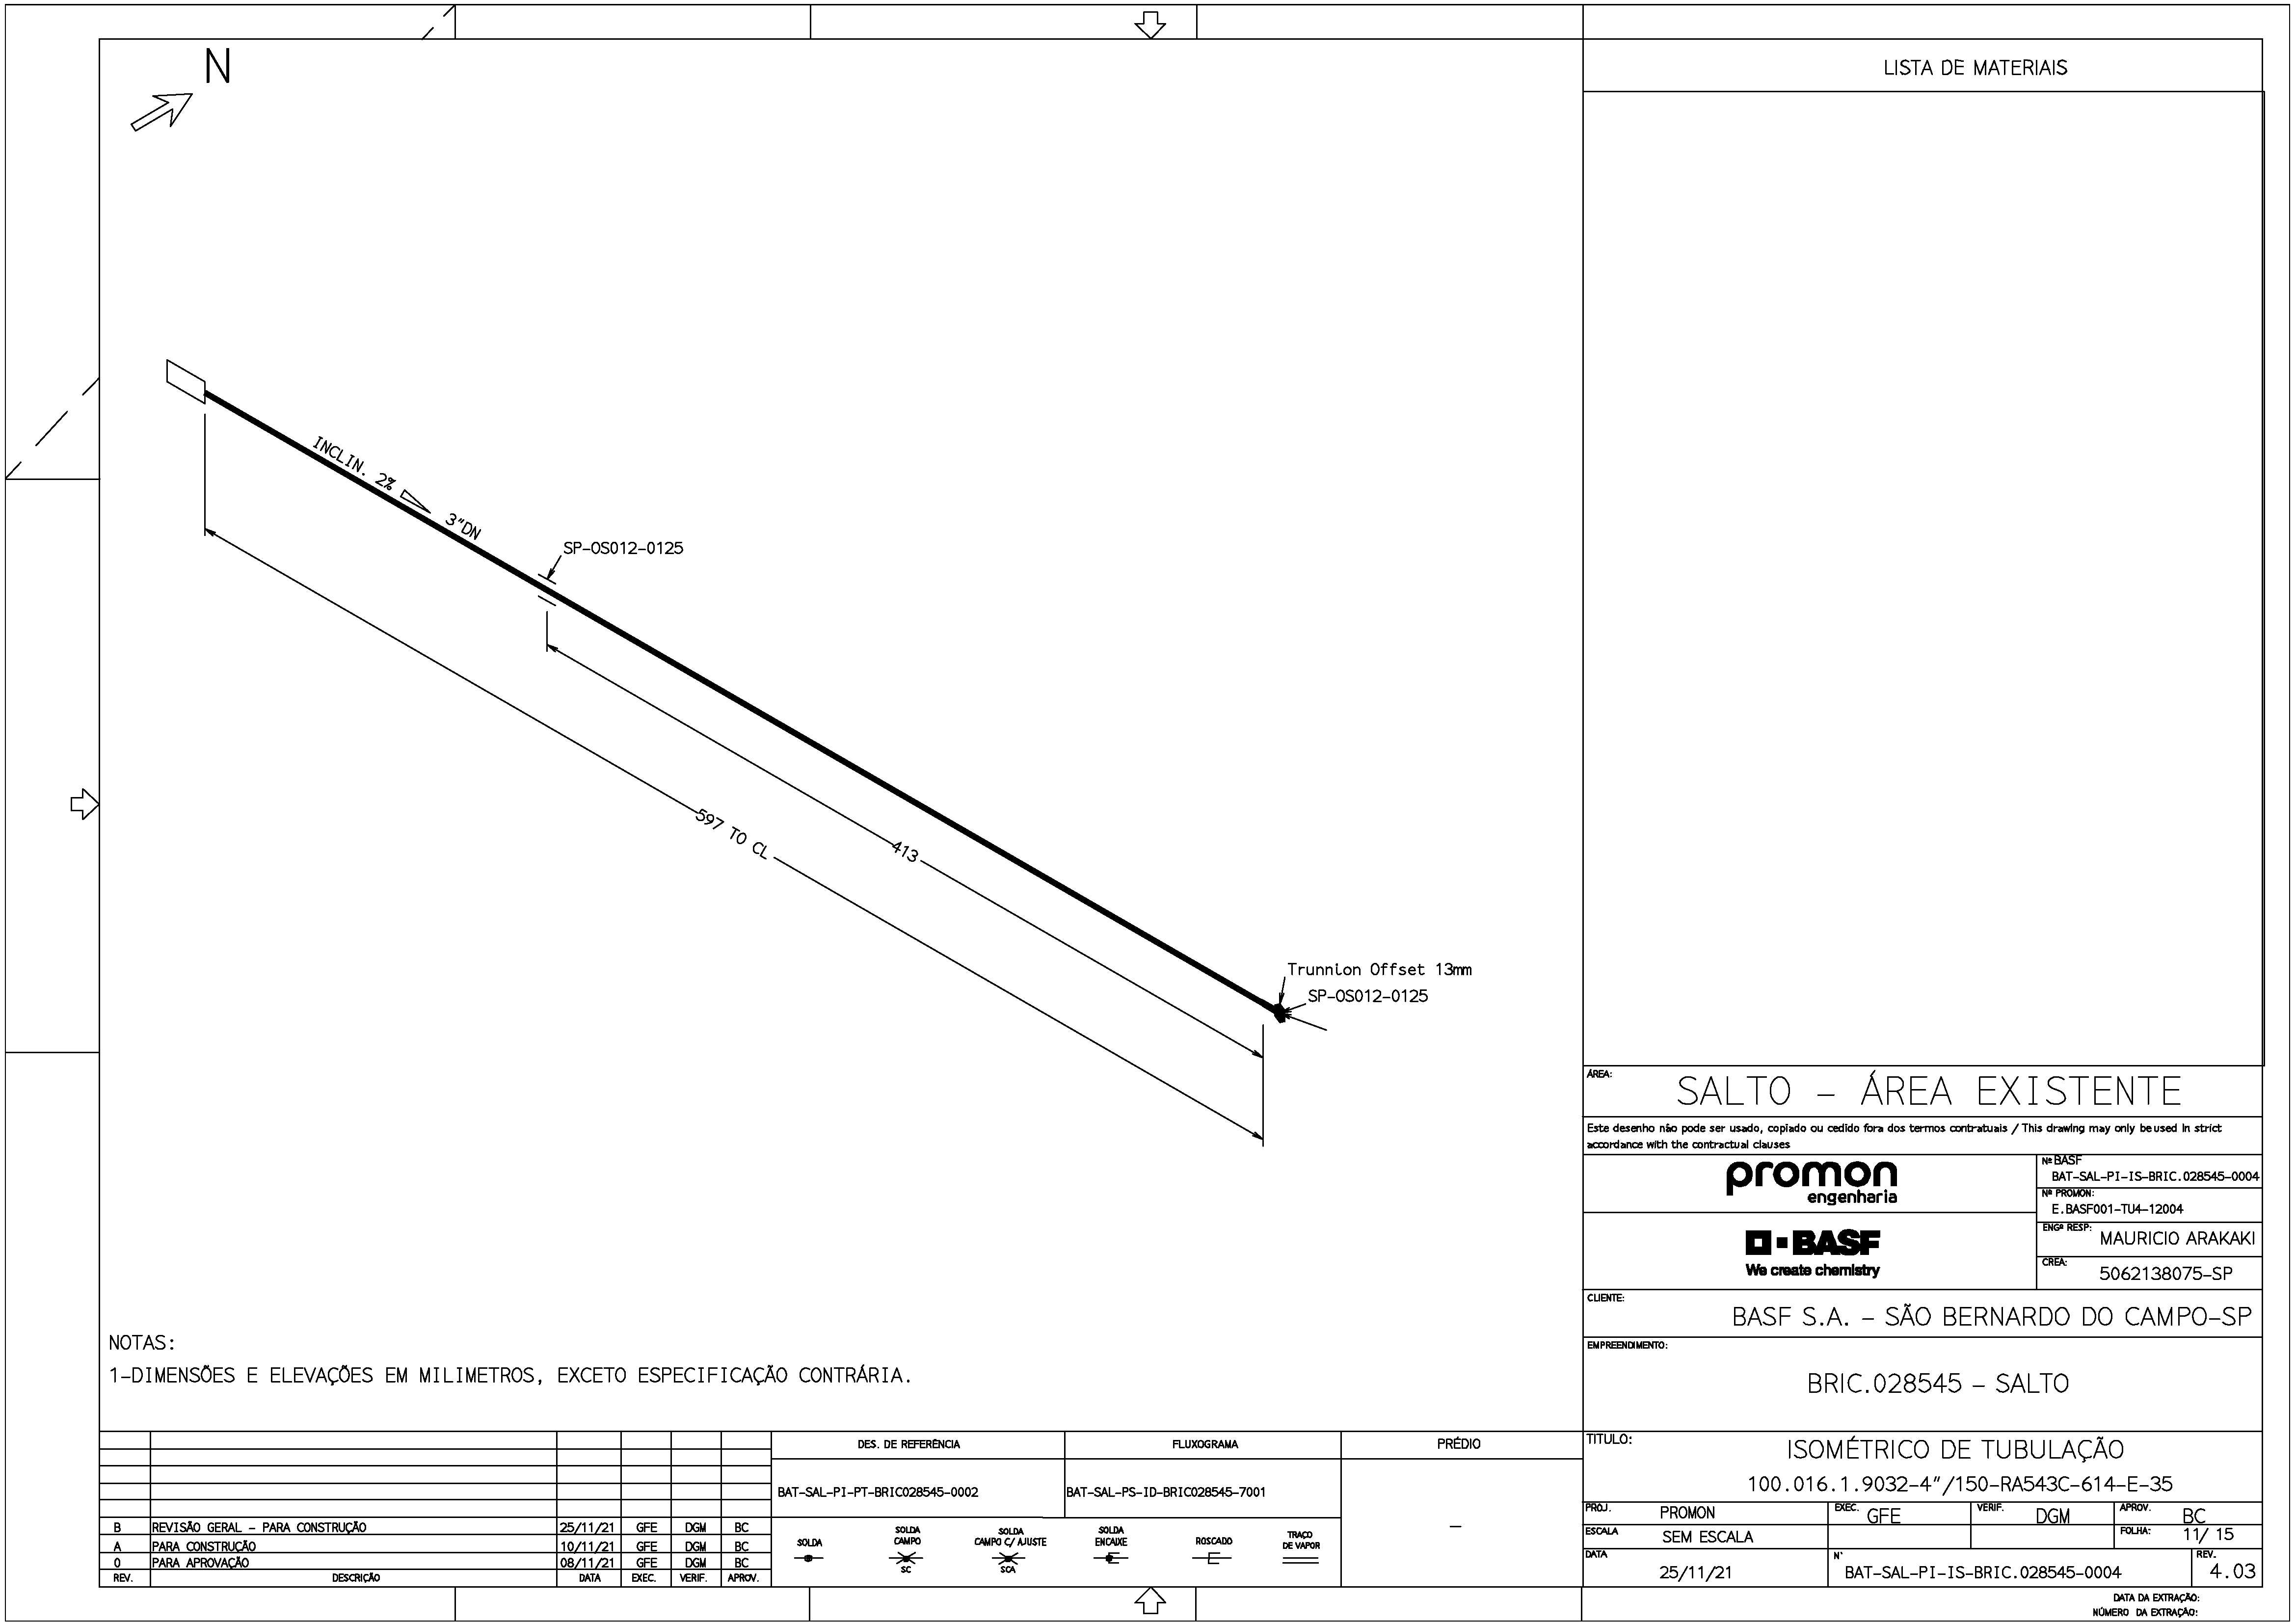 N
LISTA DE MATERIAIS
INCLIN. 2%
3"DN
SP-OS012-0125
597 TO CL
413
Trunnion Offset 13mm
SP-OS012-0125
NOTAS:
1-DIMENSÕES E ELEVAÇÕES EM MILIMETROS, EXCETO ESPECIFICAÇÃO CONTRÁRIA.
ÁREA:
SALTO - ÁREA EXISTENTE
Este desenho não pode ser usado, copiado ou cedido fora dos termos contratuais / This drawing may only be used in strict
accordance with the contractual clauses
promon
engenharia
Nº BASF
BAT-SAL-PI-IS-BRIC.028545-0004
Nº PROMON:
E.BASF001-TU4-12004
BASF
We create chemistry
ENGº RESP:
MAURICIO ARAKAKI
CREA:
5062138075-SP
CLIENTE:
BASF S.A. - SÃO BERNARDO DO CAMPO-SP
EMPREENDIMENTO:
BRIC.028545 - SALTO
TITULO:
ISOMÉTRICO DE TUBULAÇÃO
100.016.1.9032-4"/150-RA543C-614-E-35
PROJ. PROMON EXEC. GFE VERIF. DGM APROV. BC
ESCALA SEM ESCALA FOLHA: 11/ 15
DATA 25/11/21 N° BAT-SAL-PI-IS-BRIC.028545-0004 REV. 4.03
DATA DA EXTRAÇÃO:
NÚMERO DA EXTRAÇÃO:
B REVISÃO GERAL - PARA CONSTRUÇÃO 25/11/21 GFE DGM BC
A PARA CONSTRUÇÃO 10/11/21 GFE DGM BC
0 PARA APROVAÇÃO 08/11/21 GFE DGM BC
REV. DESCRIÇÃO DATA EXEC. VERIF. APROV.
DES. DE REFERÊNCIA FLUXOGRAMA PRÉDIO
BAT-SAL-PI-PT-BRIC028545-0002 BAT-SAL-PS-ID-BRIC028545-7001 -
SOLDA
SOLDA
CAMPO
SC
SOLDA
CAMPO C/ AJUSTE
SCA
SOLDA
ENCAIXE
ROSCADO
TRAÇO
DE VAPOR